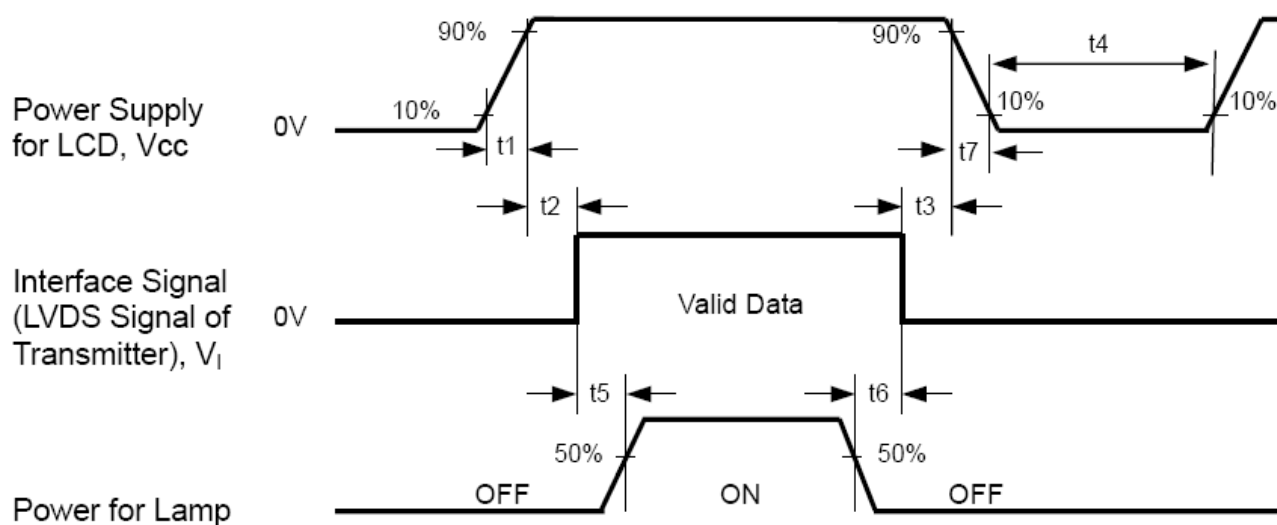 90%
90%
t4
Power Supply
for LCD, Vcc
0V
10%
10%
10%
t1
t7
t2
t3
Interface Signal
(LVDS Signal of
Transmitter), VI
0V
Valid Data
t5
t6
50%
50%
Power for Lamp
OFF
ON
OFF